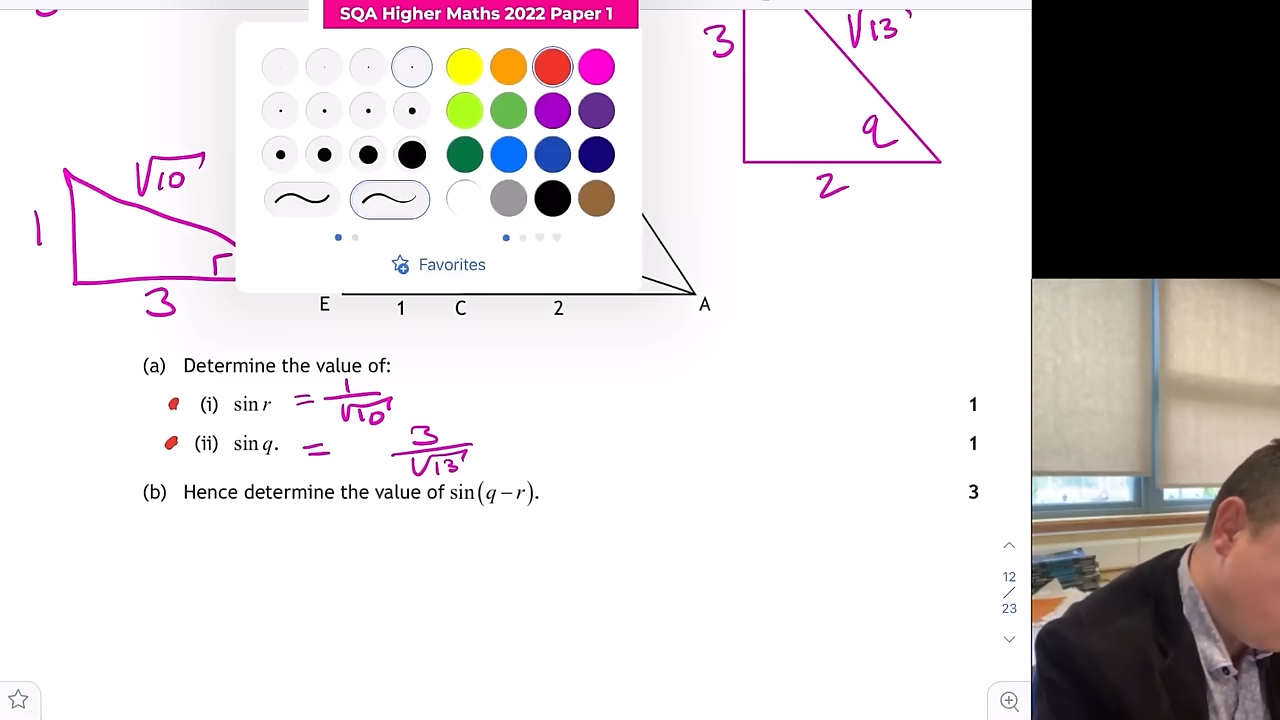 SQA Higher Maths 2022 Paper 1
3
√13
q
2
√10
1
r
3
Favorites
E 1 C 2 A
(a) Determine the value of:
(i) sin r = 1/√10 1
(ii) sin q. = 3/√13 1
(b) Hence determine the value of sin(q − r). 3
12
/
23